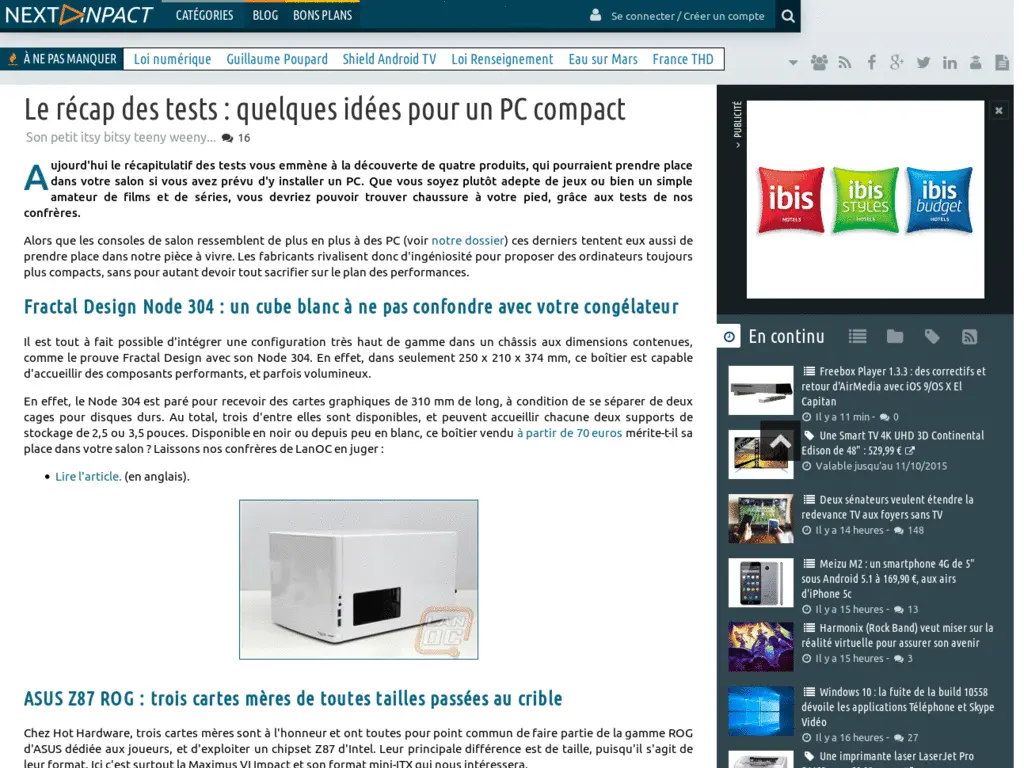 NEXT INPACT
CATÉGORIES
BLOG
BONS PLANS
Se connecter / Créer un compte
À NE PAS MANQUER
Loi numérique
Guillaume Poupard
Shield Android TV
Loi Renseignement
Eau sur Mars
France THD
Le récap des tests : quelques idées pour un PC compact
Son petit itsy bitsy teeny weeny... 16
Aujourd'hui le récapitulatif des tests vous emmène à la découverte de quatre produits, qui pourraient prendre place
dans votre salon si vous avez prévu d'y installer un PC. Que vous soyez plutôt adepte de jeux ou bien un simple
amateur de films et de séries, vous devriez pouvoir trouver chaussure à votre pied, grâce aux tests de nos
confrères.
Alors que les consoles de salon ressemblent de plus en plus à des PC (voir notre dossier) ces derniers tentent eux aussi de
prendre place dans notre pièce à vivre. Les fabricants rivalisent donc d'ingéniosité pour proposer des ordinateurs toujours
plus compacts, sans pour autant devoir tout sacrifier sur le plan des performances.
Fractal Design Node 304 : un cube blanc à ne pas confondre avec votre congélateur
Il est tout à fait possible d'intégrer une configuration très haut de gamme dans un châssis aux dimensions contenues,
comme le prouve Fractal Design avec son Node 304. En effet, dans seulement 250 x 210 x 374 mm, ce boîtier est capable
d'accueillir des composants performants, et parfois volumineux.
En effet, le Node 304 est paré pour recevoir des cartes graphiques de 310 mm de long, à condition de se séparer de deux
cages pour disques durs. Au total, trois d'entre elles sont disponibles, et peuvent accueillir chacune deux supports de
stockage de 2,5 ou 3,5 pouces. Disponible en noir ou depuis peu en blanc, ce boîtier vendu à partir de 70 euros mérite-t-il sa
place dans votre salon ? Laissons nos confrères de LanOC en juger :
• Lire l'article. (en anglais).
LAN OC
ASUS Z87 ROG : trois cartes mères de toutes tailles passées au crible
Chez Hot Hardware, trois cartes mères sont à l'honneur et ont toutes pour point commun de faire partie de la gamme ROG
d'ASUS dédiée aux joueurs, et d'exploiter un chipset Z87 d'Intel. Leur principale différence est de taille, puisqu'il s'agit de
leur format. Ici c'est surtout la Maximus VI Impact et son format mini-ITX qui nous intéressera.
PUBLICITÉ
ibis
HOTELS
ibis
STYLES
HOTELS
ibis
budget
HOTELS
En continu
Freebox Player 1.3.3 : des correctifs et
retour d'AirMedia avec iOS 9/OS X El
Capitan
Il y a 11 min - 0
Une Smart TV 4K UHD 3D Continental
Edison de 48" : 529,99 €
Valable jusqu'au 11/10/2015
Deux sénateurs veulent étendre la
redevance TV aux foyers sans TV
Il y a 14 heures - 148
Meizu M2 : un smartphone 4G de 5"
sous Android 5.1 à 169,90 €, aux airs
d'iPhone 5c
Il y a 15 heures - 13
Harmonix (Rock Band) veut miser sur la
réalité virtuelle pour assurer son avenir
Il y a 15 heures - 3
Windows 10 : la fuite de la build 10558
dévoile les applications Téléphone et Skype
Vidéo
Il y a 16 heures - 27
Une imprimante laser LaserJet Pro